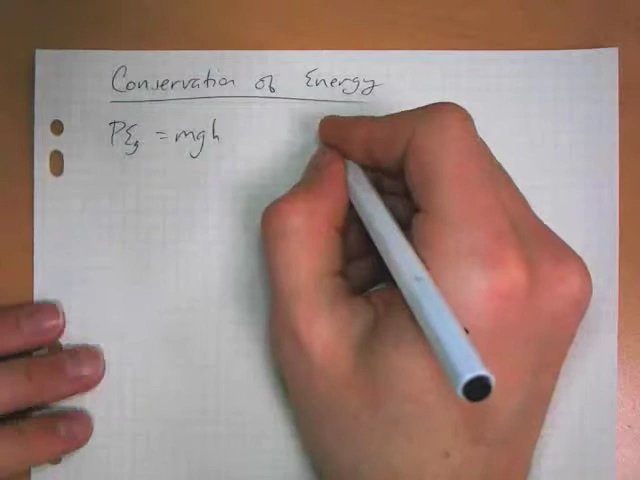 Conservation of Energy
PEg = mgh